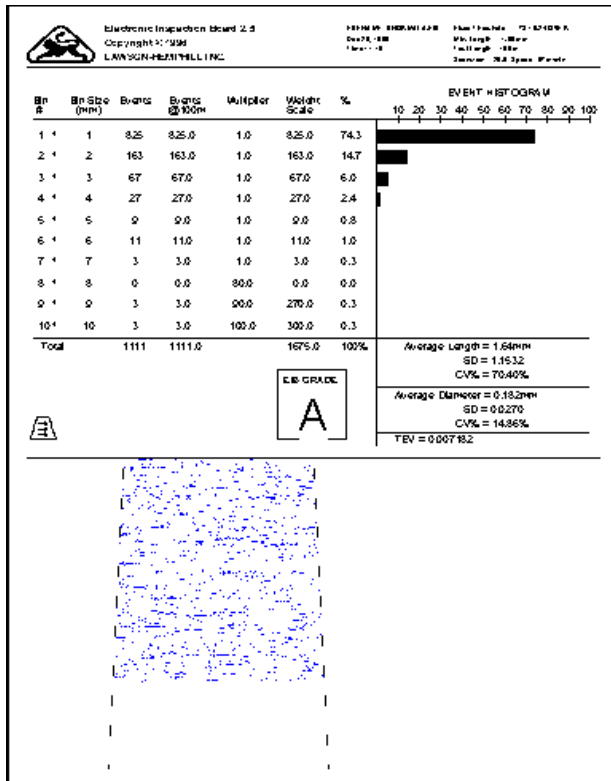 Electronic Inspection Board 2.3
Copyright © 1996
LAWSON-HEMPHILL INC
Bin # Bin Size (mm) Events Events @100m Multiplier Weight Scale %
EVENT HISTOGRAM
10 20 30 40 50 60 70 80 90 100
1 * 1 825 825.0 1.0 825.0 74.3
2 * 2 163 163.0 1.0 163.0 14.7
3 * 3 67 67.0 1.0 67.0 6.0
4 * 4 27 27.0 1.0 27.0 2.4
5 * 5 9 9.0 1.0 9.0 0.8
6 * 6 11 11.0 1.0 11.0 1.0
7 * 7 3 3.0 1.0 3.0 0.3
8 * 8 0 0.0 80.0 0.0 0.0
9 * 9 3 3.0 90.0 270.0 0.3
10 * 10 3 3.0 100.0 300.0 0.3
Total 1111 1111.0 1675.0 100%
Average Length = 1.64mm
SD = 1.1532
CV% = 70.40%
EIB GRADE
A
Average Diameter = 0.182mm
SD = 0.0270
CV% = 14.86%
TEV = 0.007182